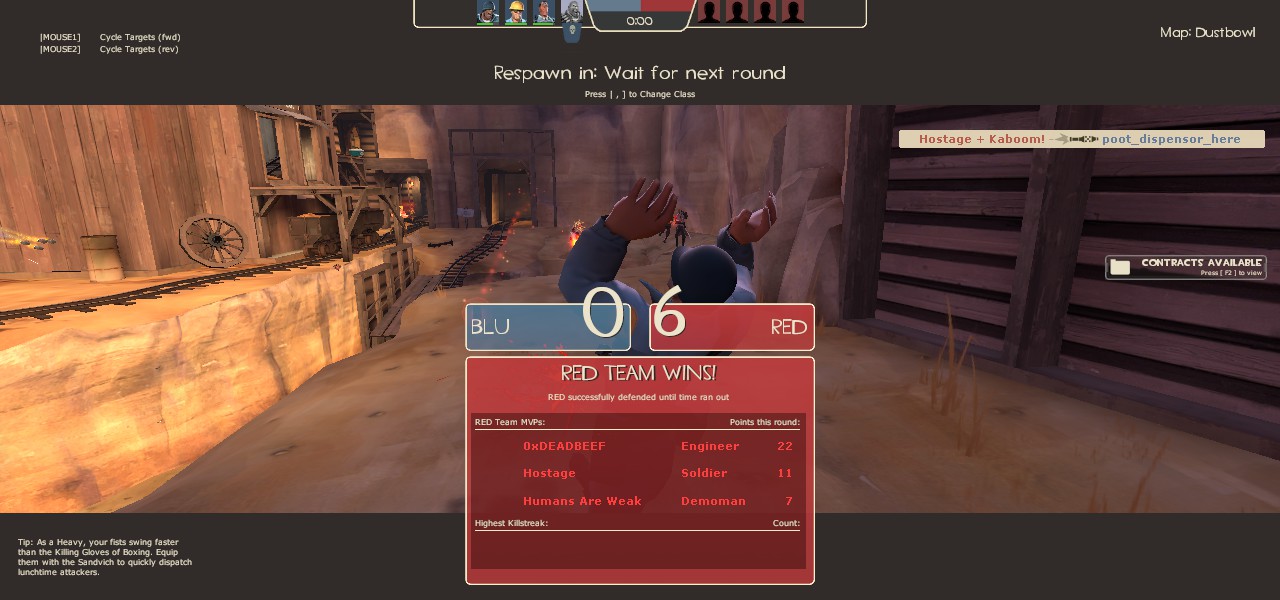 0:00
[MOUSE1] Cycle Targets (fwd)
[MOUSE2] Cycle Targets (rev)
Map: Dustbowl
Respawn in: Wait for next round
Press [ , ] to Change Class
Hostage + Kaboom! poot_dispensor_here
CONTRACTS AVAILABLE
Press [ F2 ] to view
BLU 0 6 RED
RED TEAM WINS!
RED successfully defended until time ran out
RED Team MVPs: Points this round:
0xDEADBEEF Engineer 22
Hostage Soldier 11
Humans Are Weak Demoman 7
Highest Killstreak: Count:
Tip: As a Heavy, your fists swing faster
than the Killing Gloves of Boxing. Equip
them with the Sandvich to quickly dispatch
lunchtime attackers.